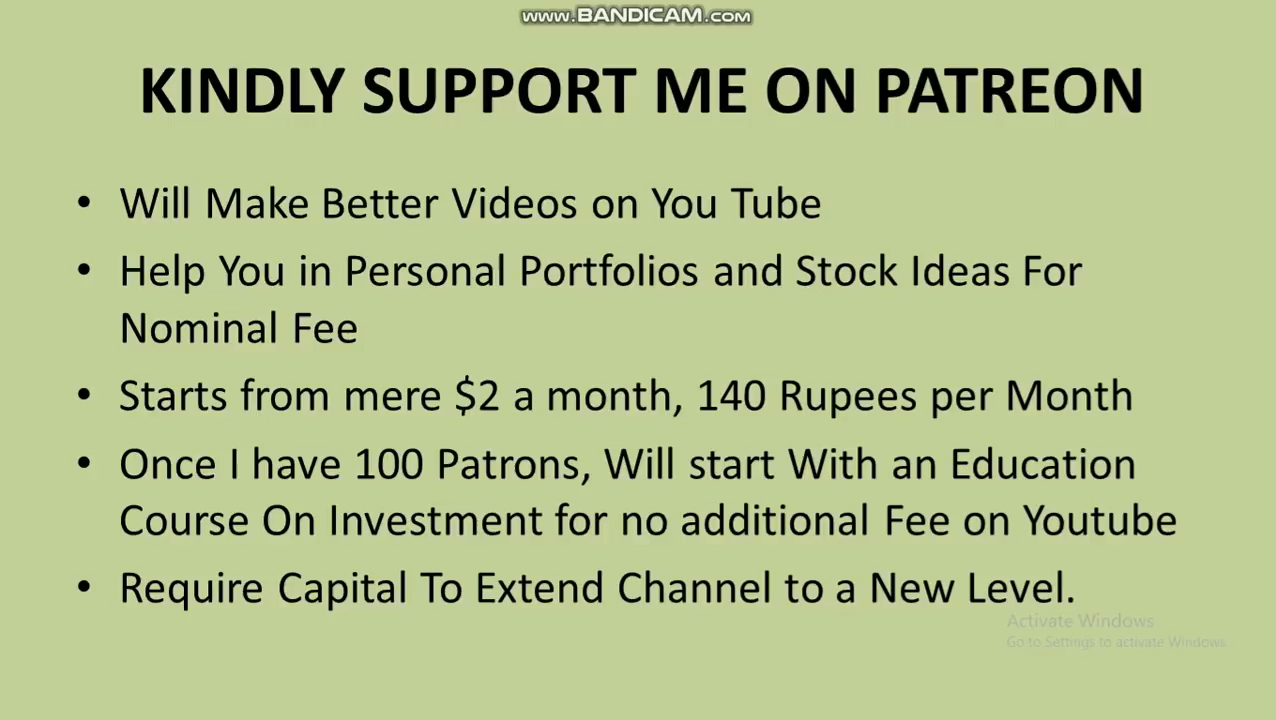 www.BANDICAM.com
KINDLY SUPPORT ME ON PATREON
• Will Make Better Videos on You Tube
• Help You in Personal Portfolios and Stock Ideas For
Nominal Fee
• Starts from mere $2 a month, 140 Rupees per Month
• Once I have 100 Patrons, Will start With an Education
Course On Investment for no additional Fee on Youtube
• Require Capital To Extend Channel to a New Level.
Activate Windows
Go to Settings to activate Windows.